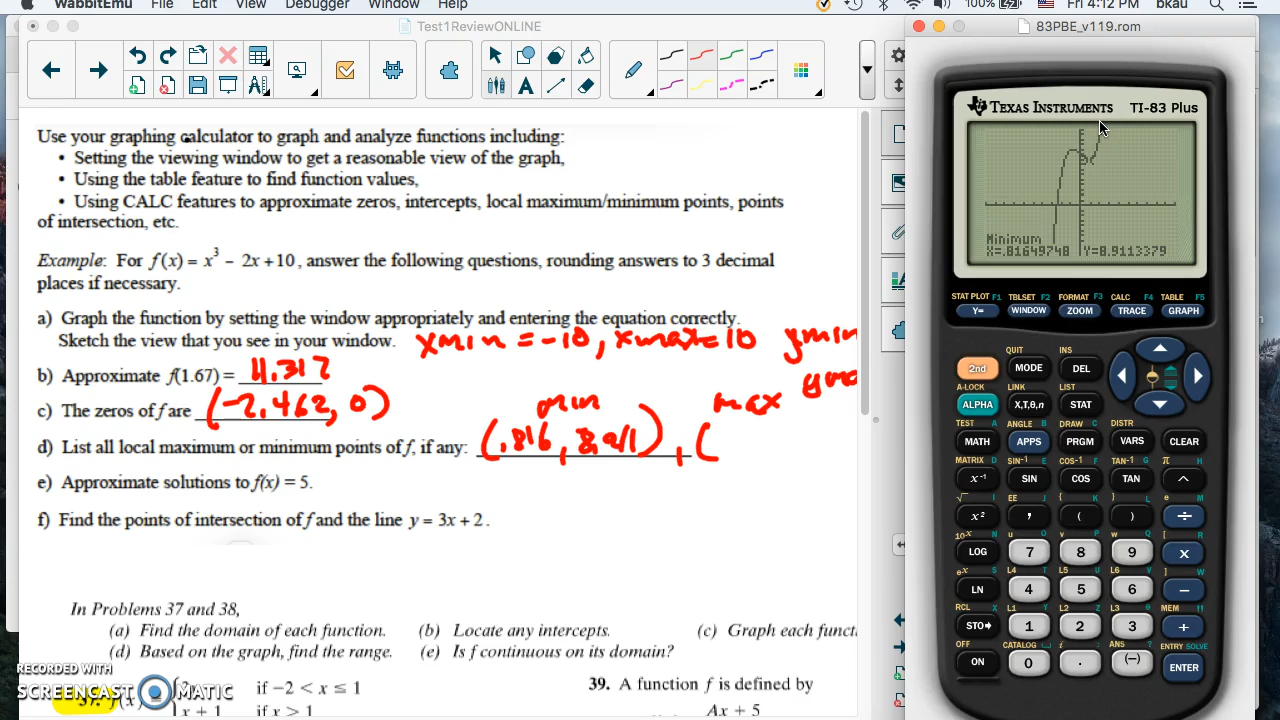 WabbitEmu File Edit View Debugger Window Help 100% Fri 4:12 PM bkau
Test1ReviewONLINE
83PBE_v119.rom
Use your graphing calculator to graph and analyze functions including:
• Setting the viewing window to get a reasonable view of the graph,
• Using the table feature to find function values,
• Using CALC features to approximate zeros, intercepts, local maximum/minimum points, points
of intersection, etc.
Example: For f(x) = x³ − 2x + 10, answer the following questions, rounding answers to 3 decimal
places if necessary.
a) Graph the function by setting the window appropriately and entering the equation correctly.
Sketch the view that you see in your window. xmin = -10, xmax = 10 ymin
b) Approximate f(1.67) = 11.317
c) The zeros of f are (-2.462, 0)
min max
d) List all local maximum or minimum points of f, if any: (.816, 8.911), (
e) Approximate solutions to f(x) = 5.
f) Find the points of intersection of f and the line y = 3x + 2.
In Problems 37 and 38,
(a) Find the domain of each function. (b) Locate any intercepts. (c) Graph each funct
(d) Based on the graph, find the range. (e) Is f continuous on its domain?
if −2 < x ≤ 1
x + 1 if x > 1
39. A function f is defined by
Ax + 5
RECORDED WITH
SCREENCAST MATIC
TEXAS INSTRUMENTS TI-83 Plus
Minimum
X=.81649748 Y=8.9113379
STAT PLOT F1 TBLSET F2 FORMAT F3 CALC F4 TABLE F5
Y= WINDOW ZOOM TRACE GRAPH
QUIT INS
2nd MODE DEL
A-LOCK LINK LIST
ALPHA X,T,θ,n STAT
TEST A ANGLE B DRAW C DISTR
MATH APPS PRGM VARS CLEAR
MATRIX D SIN⁻¹ E COS⁻¹ F TAN⁻¹ G π H
x⁻¹ SIN COS TAN ^
√ I EE J { K } L e M
x² , ( ) ÷
10ˣ N u O v P w Q [ R
LOG 7 8 9 x
eˣ S L4 T L5 U L6 V ] W
LN 4 5 6 −
RCL X L1 Y L2 Z L3 θ MEM "
STO➔ 1 2 3 +
OFF CATALOG i : ANS ? ENTRY SOLVE
ON 0 . (−) ENTER